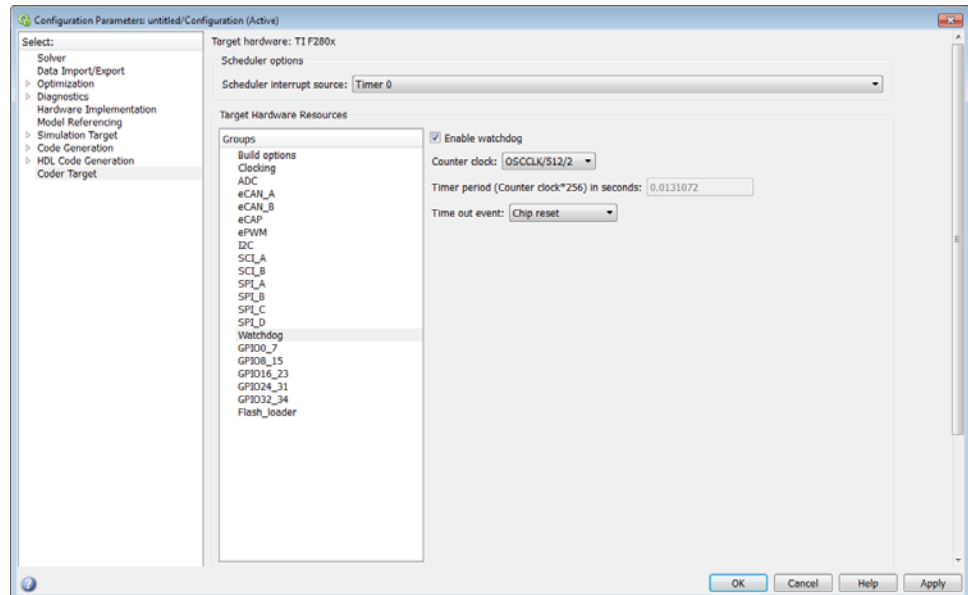 Configuration Parameters: untitled/Configuration (Active)
Select:
Solver
Data Import/Export
Optimization
Diagnostics
Hardware Implementation
Model Referencing
Simulation Target
Code Generation
HDL Code Generation
Coder Target
Target hardware: TI F280x
Scheduler options
Scheduler interrupt source: Timer 0
Target Hardware Resources
Groups
Build options
Clocking
ADC
eCAN_A
eCAN_B
eCAP
ePWM
I2C
SCI_A
SCI_B
SPI_A
SPI_B
SPI_C
SPI_D
Watchdog
GPIO0_7
GPIO8_15
GPIO16_23
GPIO24_31
GPIO32_34
Flash_loader
Enable watchdog
Counter clock: OSCCLK/512/2
Timer period (Counter clock*256) in seconds: 0.0131072
Time out event: Chip reset
OK Cancel Help Apply